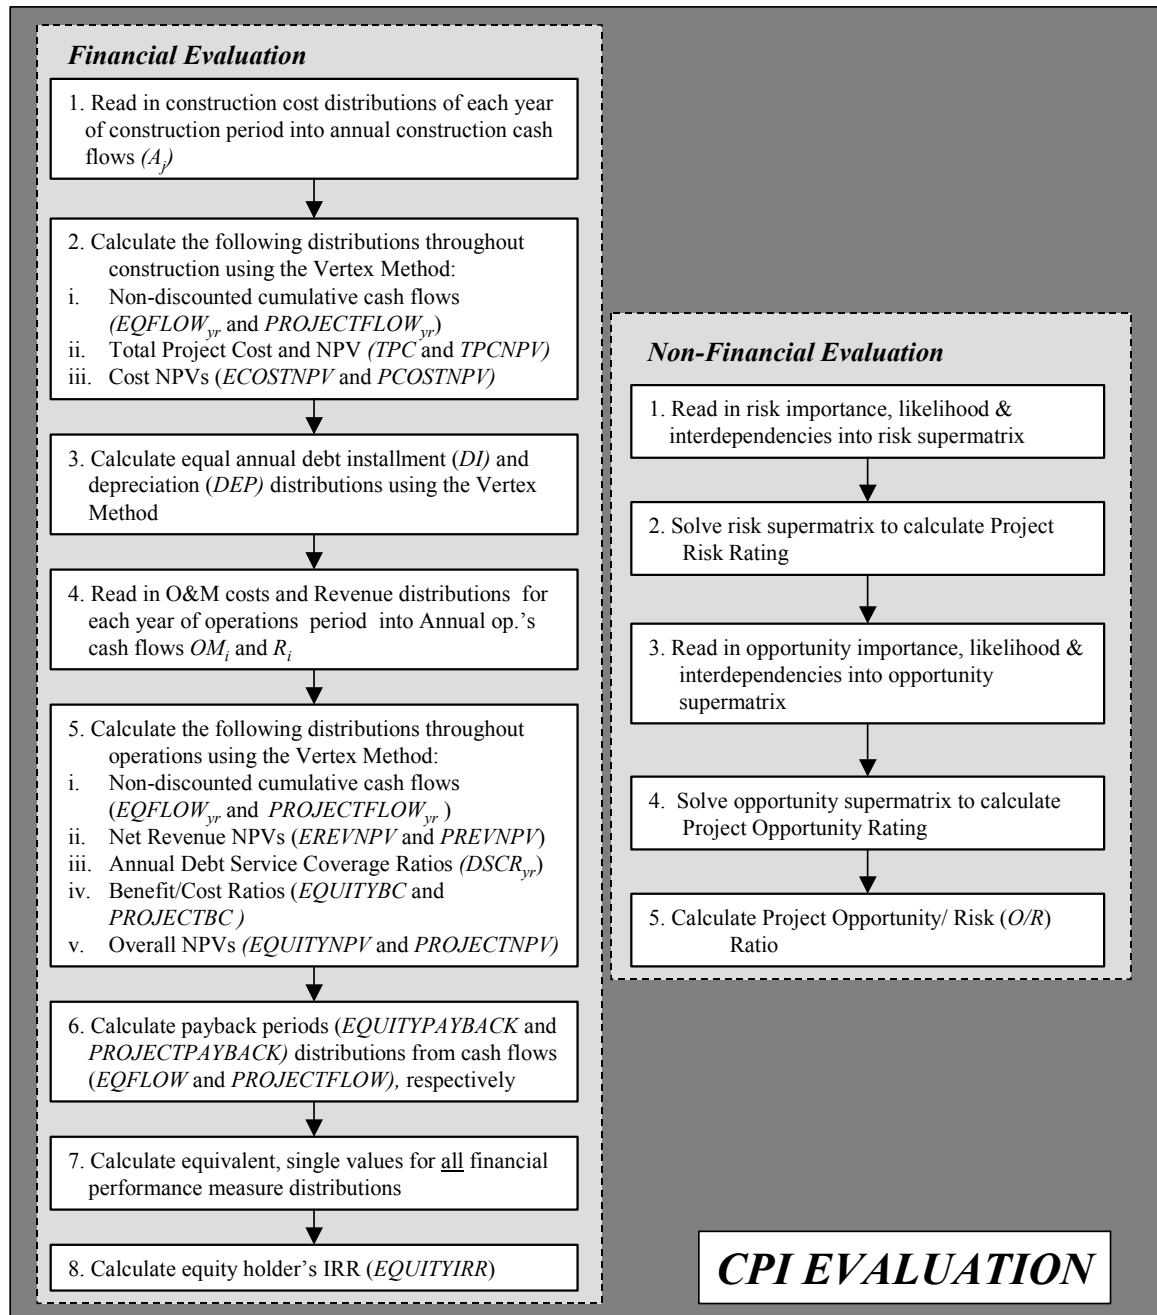 Financial Evaluation
1. Read in construction cost distributions of each year
of construction period into annual construction cash
flows (A_j)
2. Calculate the following distributions throughout
construction using the Vertex Method:
i. Non-discounted cumulative cash flows
(EQFLOW_yr and PROJECTFLOW_yr)
ii. Total Project Cost and NPV (TPC and TPCNPV)
iii. Cost NPVs (ECOSTNPV and PCOSTNPV)
3. Calculate equal annual debt installment (DI) and
depreciation (DEP) distributions using the Vertex
Method
4. Read in O&M costs and Revenue distributions for
each year of operations period into Annual op.'s
cash flows OM_i and R_i
5. Calculate the following distributions throughout
operations using the Vertex Method:
i. Non-discounted cumulative cash flows
(EQFLOW_yr and PROJECTFLOW_yr )
ii. Net Revenue NPVs (EREVNPV and PREVNPV)
iii. Annual Debt Service Coverage Ratios (DSCR_yr)
iv. Benefit/Cost Ratios (EQUITYBC and
PROJECTBC )
v. Overall NPVs (EQUITYNPV and PROJECTNPV)
6. Calculate payback periods (EQUITYPAYBACK and
PROJECTPAYBACK) distributions from cash flows
(EQFLOW and PROJECTFLOW), respectively
7. Calculate equivalent, single values for all financial
performance measure distributions
8. Calculate equity holder's IRR (EQUITYIRR)
Non-Financial Evaluation
1. Read in risk importance, likelihood &
interdependencies into risk supermatrix
2. Solve risk supermatrix to calculate Project
Risk Rating
3. Read in opportunity importance, likelihood &
interdependencies into opportunity
supermatrix
4. Solve opportunity supermatrix to calculate
Project Opportunity Rating
5. Calculate Project Opportunity/ Risk (O/R)
Ratio
CPI EVALUATION